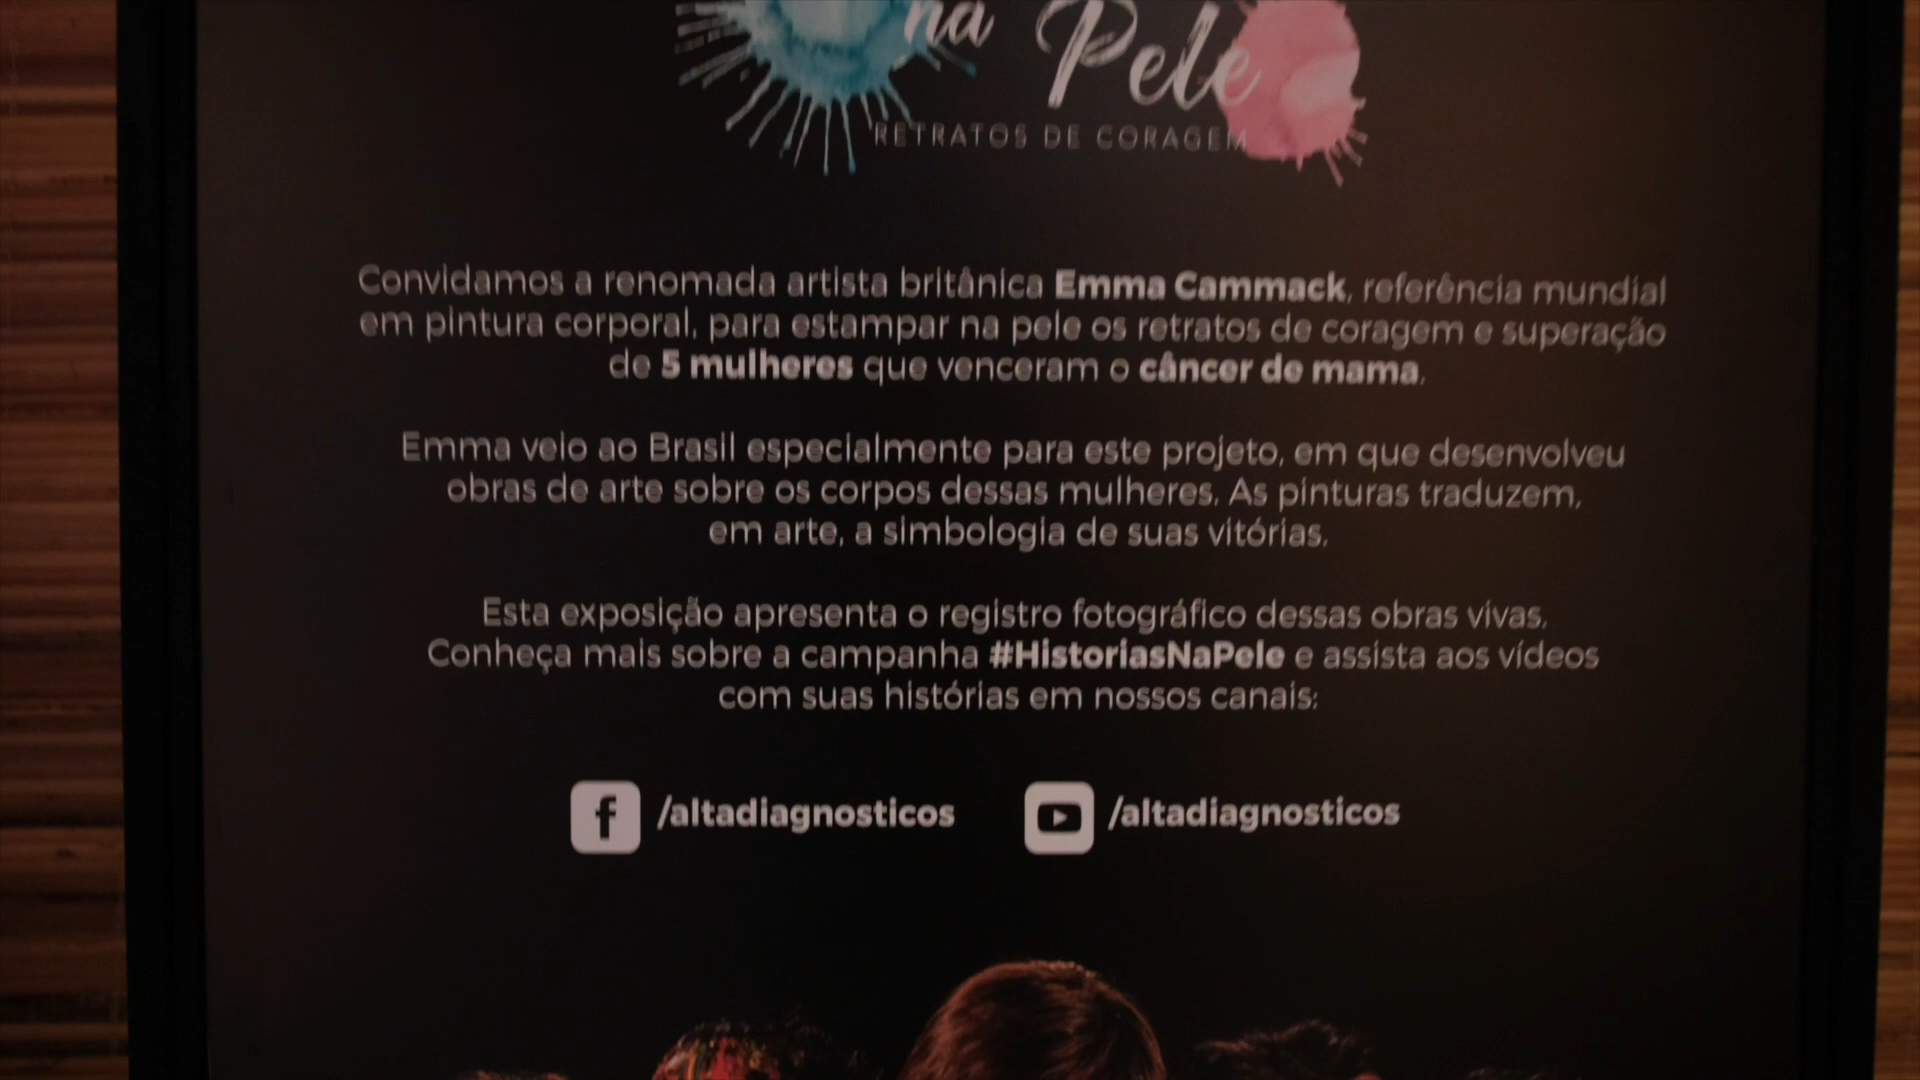 na Pele
RETRATOS DE CORAGEM
Convidamos a renomada artista britânica Emma Cammack, referência mundial
em pintura corporal, para estampar na pele os retratos de coragem e superação
de 5 mulheres que venceram o câncer de mama.
Emma veio ao Brasil especialmente para este projeto, em que desenvolveu
obras de arte sobre os corpos dessas mulheres. As pinturas traduzem,
em arte, a simbologia de suas vitórias.
Esta exposição apresenta o registro fotográfico dessas obras vivas.
Conheça mais sobre a campanha #HistoriasNaPele e assista aos vídeos
com suas histórias em nossos canais:
/altadiagnosticos /altadiagnosticos